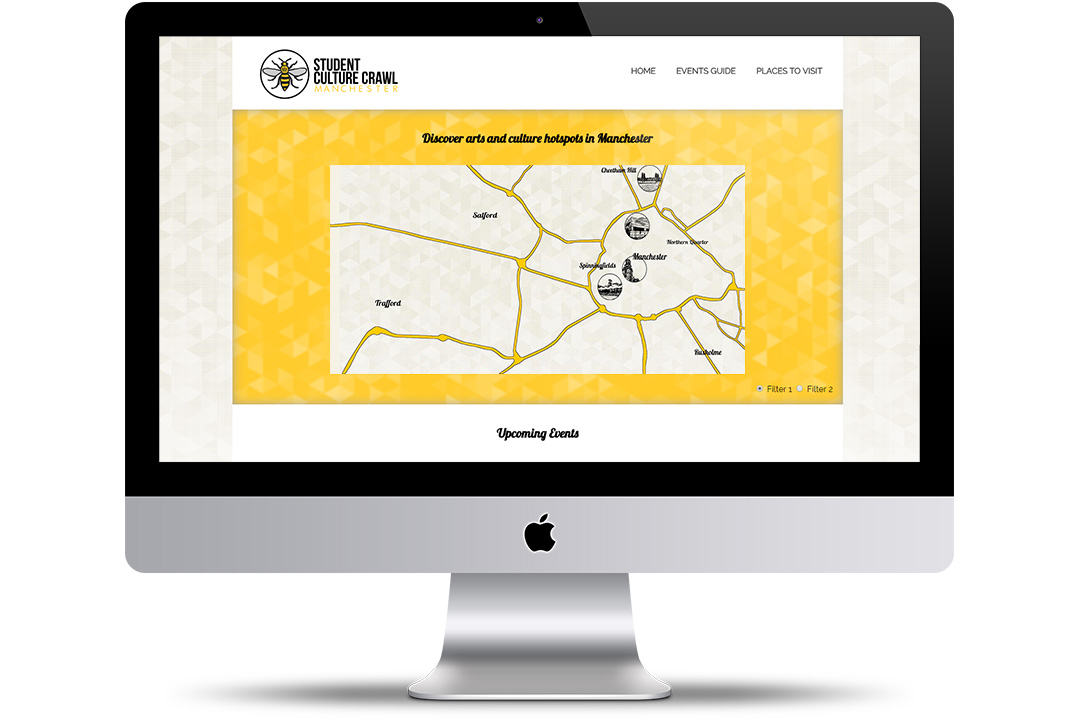 STUDENT
CULTURE CRAWL
MANCHESTER
HOME EVENTS GUIDE PLACES TO VISIT
Discover arts and culture hotspots in Manchester
Cheetham Hill
Salford
Northern Quarter
Manchester
Spinningfields
Trafford
Rusholme
Filter 1 Filter 2
Upcoming Events